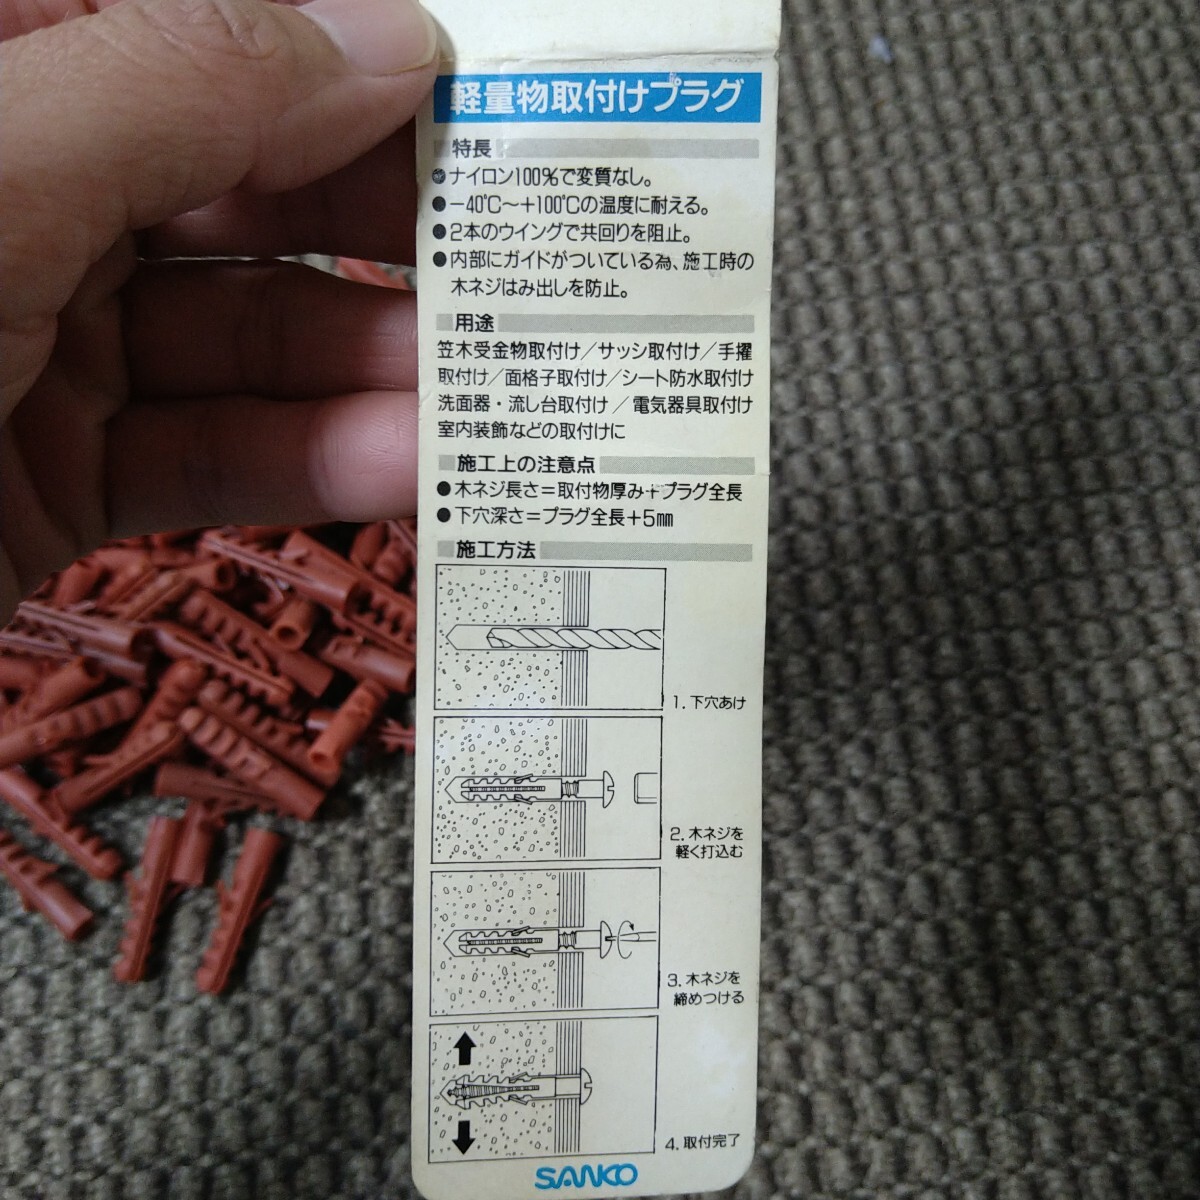 軽量物取付けプラグ
特長
●ナイロン100%で変質なし。
●−40℃〜+100℃の温度に耐える。
●2本のウイングで共回りを阻止。
●内部にガイドがついている為、施工時の
木ネジはみ出しを防止。
用途
笠木受金物取付け/サッシ取付け/手摺
取付け/面格子取付け/シート防水取付け
洗面器・流し台取付け/電気器具取付け
室内装飾などの取付けに
施工上の注意点
●木ネジ長さ=取付物厚み+プラグ全長
●下穴深さ=プラグ全長+5㎜
施工方法
1. 下穴あけ
2. 木ネジを
軽く打込む
3. 木ネジを
締めつける
4. 取付完了
SANKO